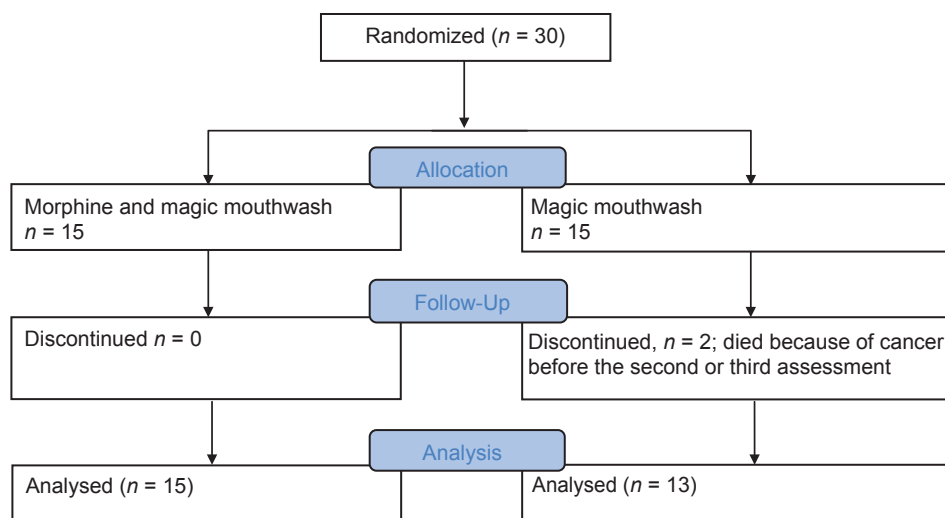 Randomized (n = 30)
Allocation
Morphine and magic mouthwash
n = 15
Magic mouthwash
n = 15
Follow-Up
Discontinued n = 0
Discontinued, n = 2; died because of cancer
before the second or third assessment
Analysis
Analysed (n = 15)
Analysed (n = 13)